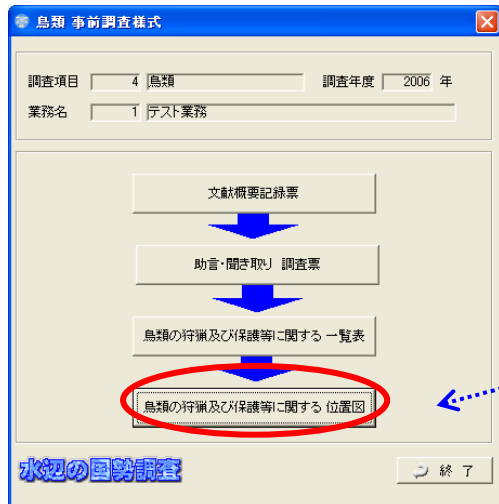 鳥類 事前調査様式
調査項目 4 鳥類 調査年度 2006 年
業務名 1 テスト業務
文献概要記録票
助言・聞き取り 調査票
鳥類の狩猟及び保護等に関する 一覧表
鳥類の狩猟及び保護等に関する 位置図
水辺の国勢調査
終 了